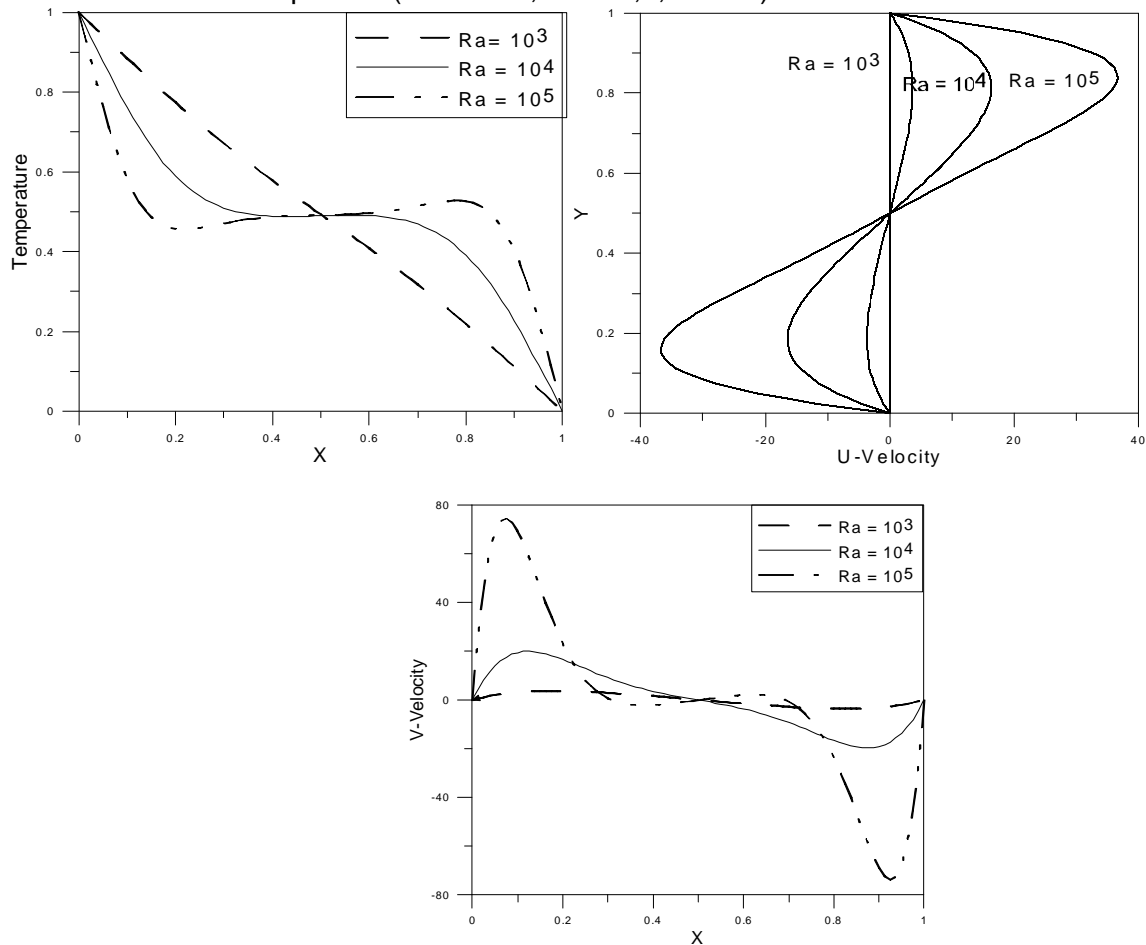 Ra= 10³
Ra = 10⁴
Ra = 10⁵
1
0.8
0.6
0.4
0.2
0
Temperature
0
0.2
0.4
0.6
0.8
1
X
Ra = 10³
Ra = 10⁴
Ra = 10⁵
1
0.8
0.6
0.4
0.2
0
Y
-40
-20
0
20
40
U-Velocity
Ra = 10³
Ra = 10⁴
Ra = 10⁵
80
40
0
-40
-80
V-Velocity
0
0.2
0.4
0.6
0.8
1
X